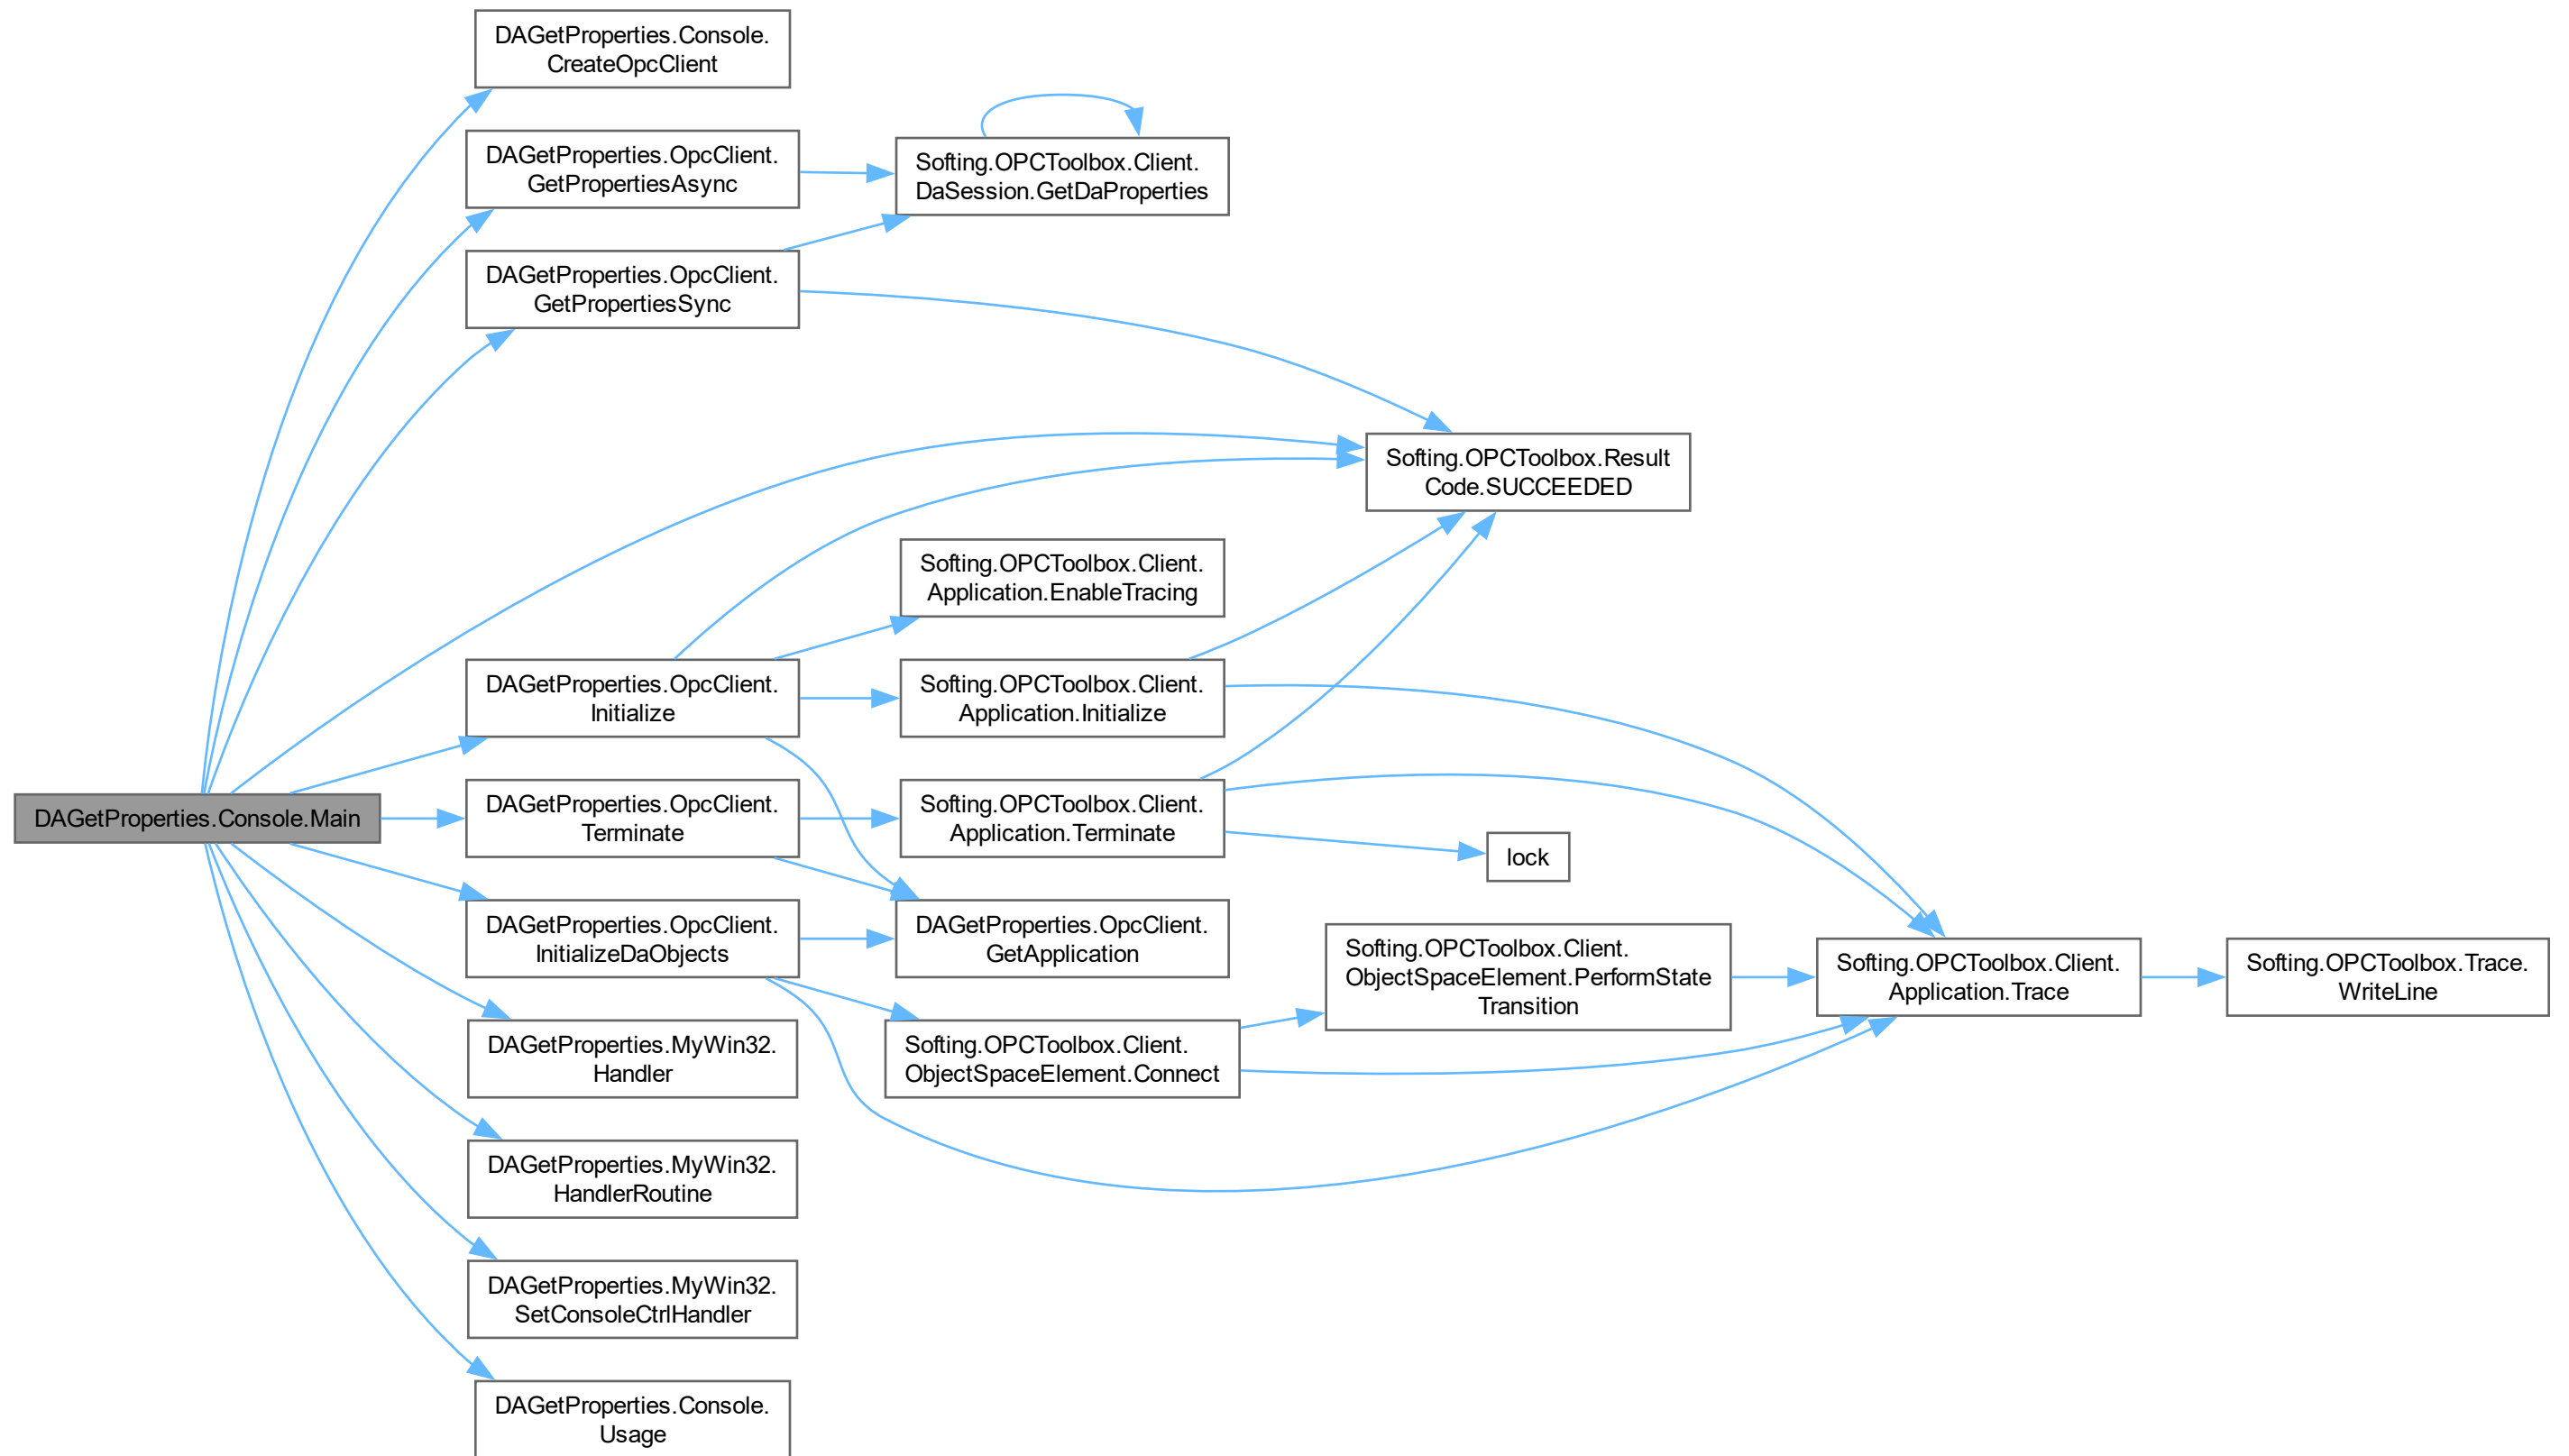 DAGetProperties.Console.Main
DAGetProperties.Console.
CreateOpcClient
DAGetProperties.OpcClient.
GetPropertiesAsync
DAGetProperties.OpcClient.
GetPropertiesSync
DAGetProperties.OpcClient.
Initialize
DAGetProperties.OpcClient.
Terminate
DAGetProperties.OpcClient.
InitializeDaObjects
DAGetProperties.MyWin32.
Handler
DAGetProperties.MyWin32.
HandlerRoutine
DAGetProperties.MyWin32.
SetConsoleCtrlHandler
DAGetProperties.Console.
Usage
Softing.OPCToolbox.Client.
DaSession.GetDaProperties
Softing.OPCToolbox.Client.
Application.EnableTracing
Softing.OPCToolbox.Client.
Application.Initialize
Softing.OPCToolbox.Client.
Application.Terminate
DAGetProperties.OpcClient.
GetApplication
Softing.OPCToolbox.Client.
ObjectSpaceElement.Connect
Softing.OPCToolbox.Result
Code.SUCCEEDED
lock
Softing.OPCToolbox.Client.
ObjectSpaceElement.PerformState
Transition
Softing.OPCToolbox.Client.
Application.Trace
Softing.OPCToolbox.Trace.
WriteLine